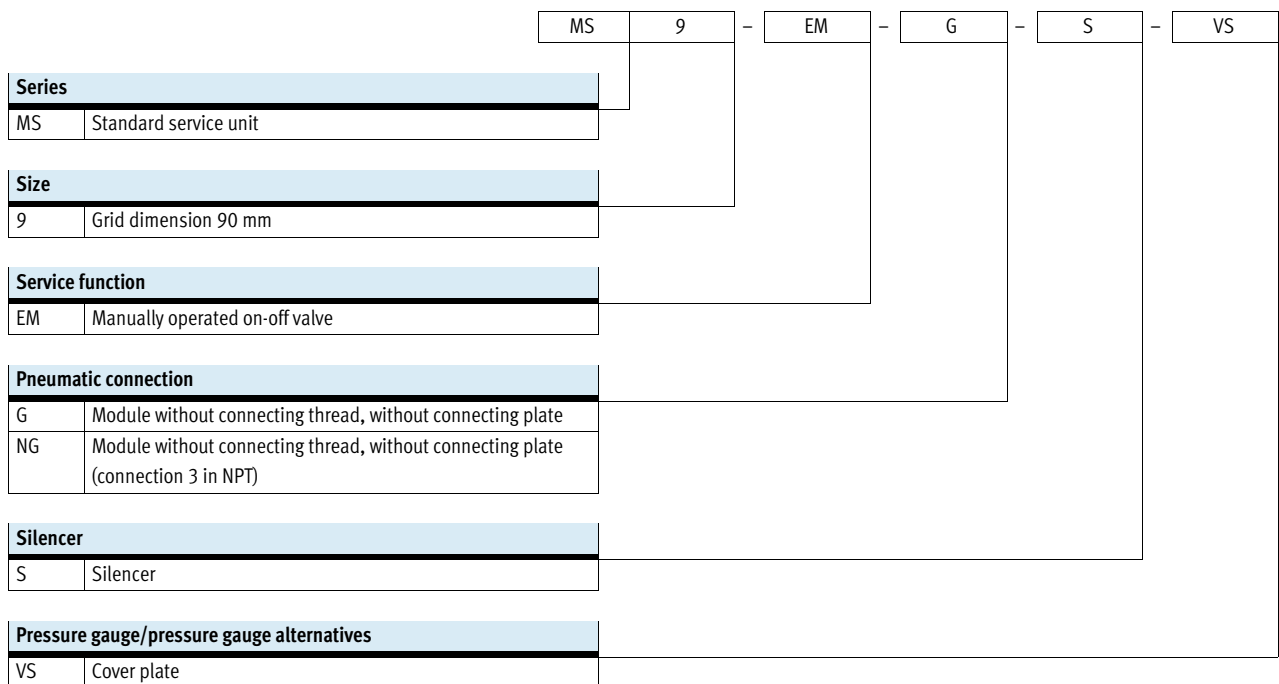 MS 9 – EM – G – S – VS
Series
MS Standard service unit
Size
9 Grid dimension 90 mm
Service function
EM Manually operated on-off valve
Pneumatic connection
G Module without connecting thread, without connecting plate
NG Module without connecting thread, without connecting plate
(connection 3 in NPT)
Silencer
S Silencer
Pressure gauge/pressure gauge alternatives
VS Cover plate